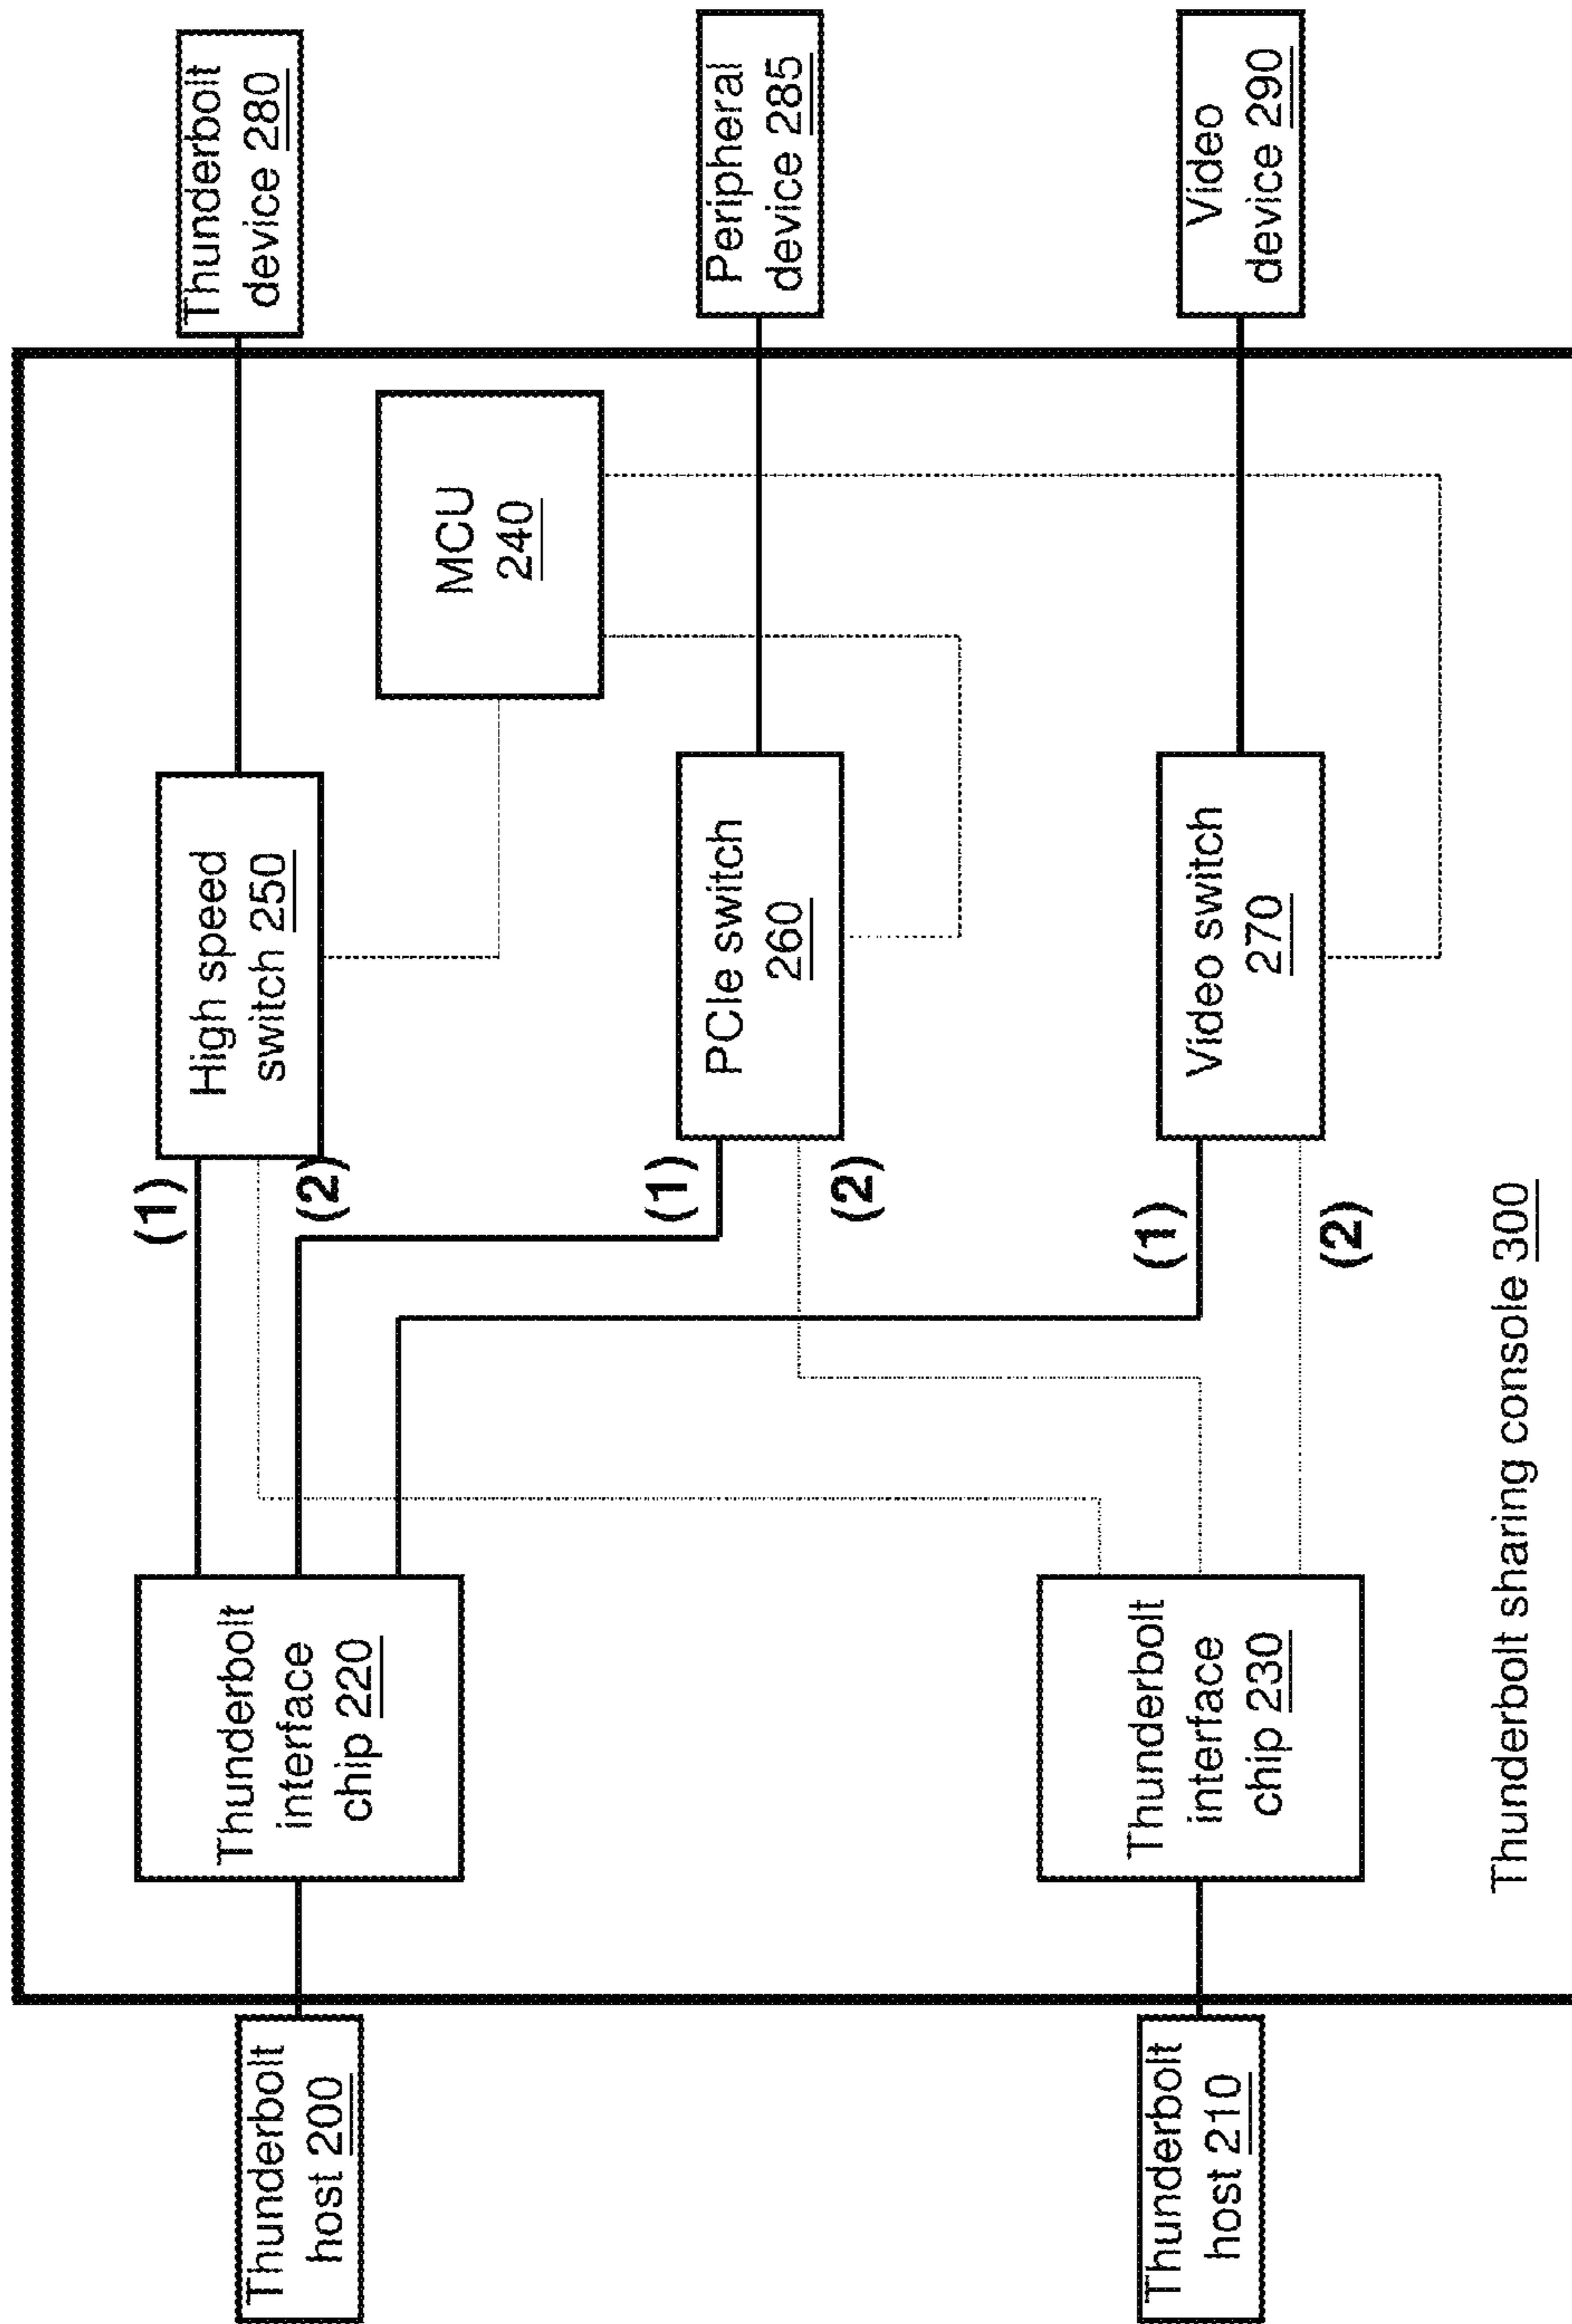 Thunderbolt
host 200
Thunderbolt
host 210
Thunderbolt
interface
chip 220
Thunderbolt
interface
chip 230
(1)
(2)
(1)
(2)
(1)
(2)
High speed
switch 250
PCIe switch
260
Video switch
270
MCU
240
Thunderbolt
device 280
Peripheral
device 285
Video
device 290
Thunderbolt sharing console 300